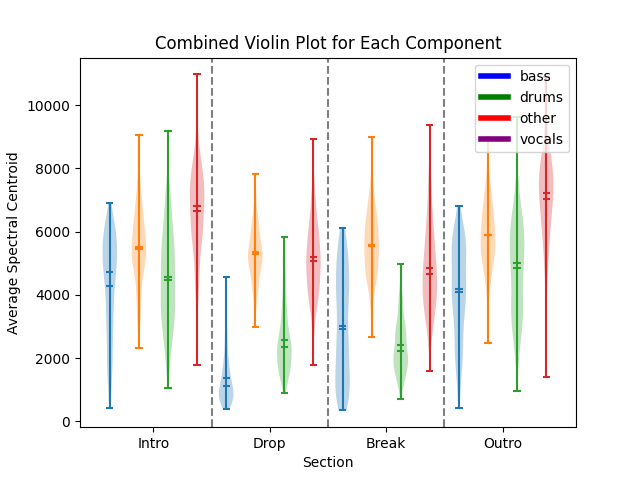 Combined Violin Plot for Each Component
bass
drums
other
vocals
10000
8000
6000
4000
2000
0
Average Spectral Centroid
Intro
Drop
Break
Outro
Section